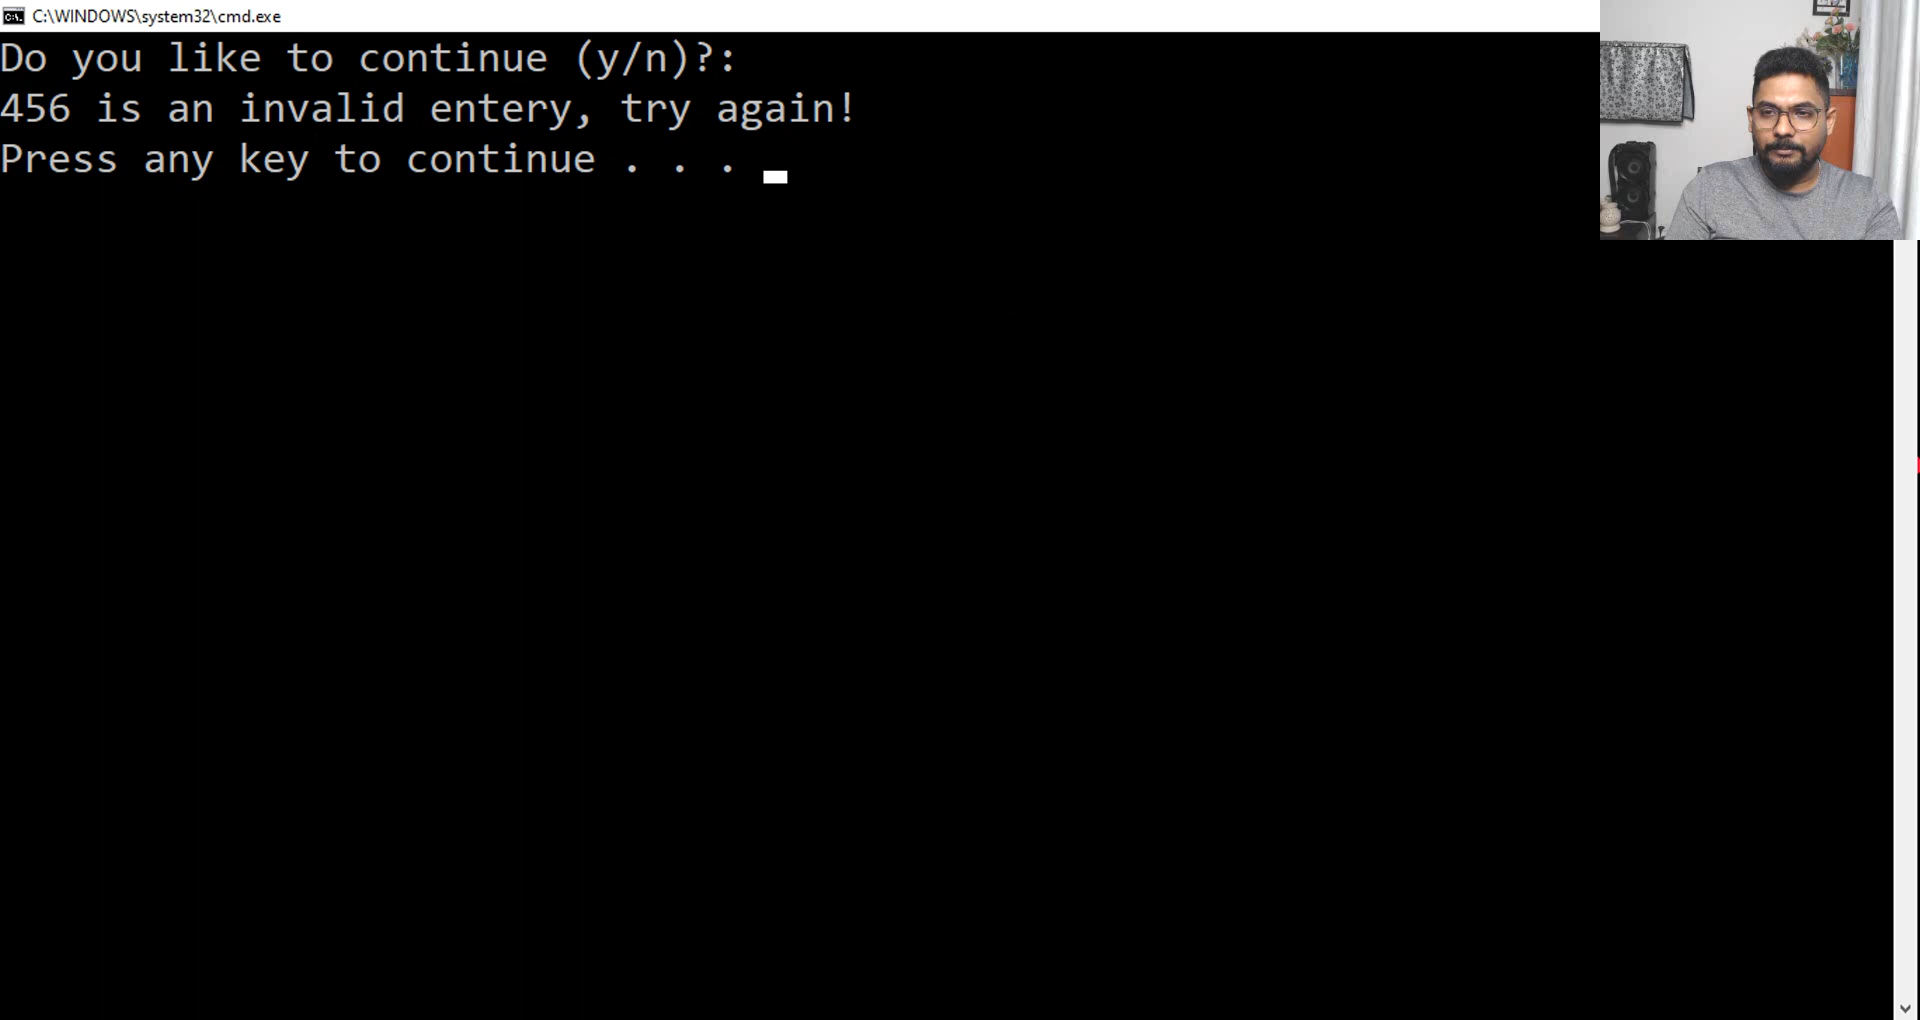 C:\WINDOWS\system32\cmd.exe
Do you like to continue (y/n)?:
456 is an invalid entery, try again!
Press any key to continue . . .